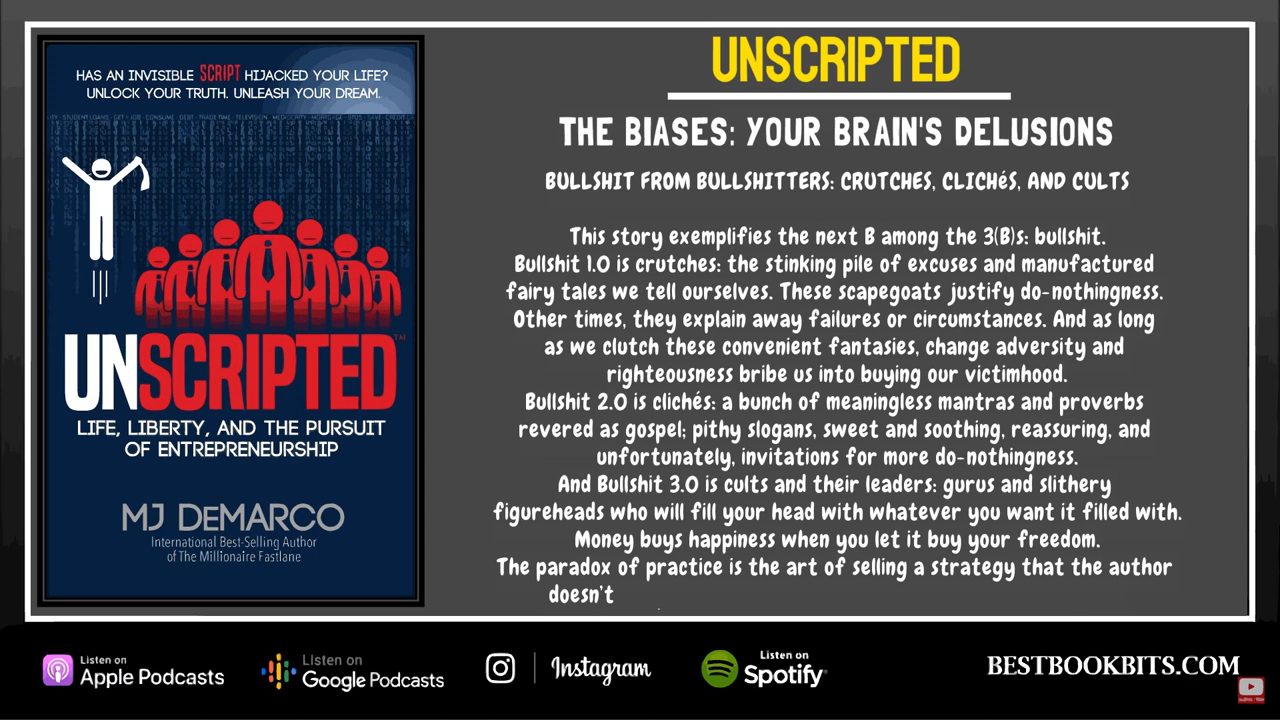 HAS AN INVISIBLE SCRIPT HIJACKED YOUR LIFE?
UNLOCK YOUR TRUTH. UNLEASH YOUR DREAM.
UNSCRIPTED™
LIFE, LIBERTY, AND THE PURSUIT
OF ENTREPRENEURSHIP
MJ DeMARCO
International Best-Selling Author
of The Millionaire Fastlane
UNSCRIPTED
THE BIASES: YOUR BRAIN'S DELUSIONS
BULLSHIT FROM BULLSHITTERS: CRUTCHES, CLICHéS, AND CULTS
This story exemplifies the next B among the 3(B)s: bullshit.
Bullshit 1.0 is crutches: the stinking pile of excuses and manufactured
fairy tales we tell ourselves. These scapegoats justify do-nothingness.
Other times, they explain away failures or circumstances. And as long
as we clutch these convenient fantasies, change adversity and
righteousness bribe us into buying our victimhood.
Bullshit 2.0 is clichés: a bunch of meaningless mantras and proverbs
revered as gospel; pithy slogans, sweet and soothing, reassuring, and
unfortunately, invitations for more do-nothingness.
And Bullshit 3.0 is cults and their leaders: gurus and slithery
figureheads who will fill your head with whatever you want it filled with.
Money buys happiness when you let it buy your freedom.
The paradox of practice is the art of selling a strategy that the author
doesn't
Listen on
Apple Podcasts
Listen on
Google Podcasts
Instagram
Listen on
Spotify
BESTBOOKBITS.COM